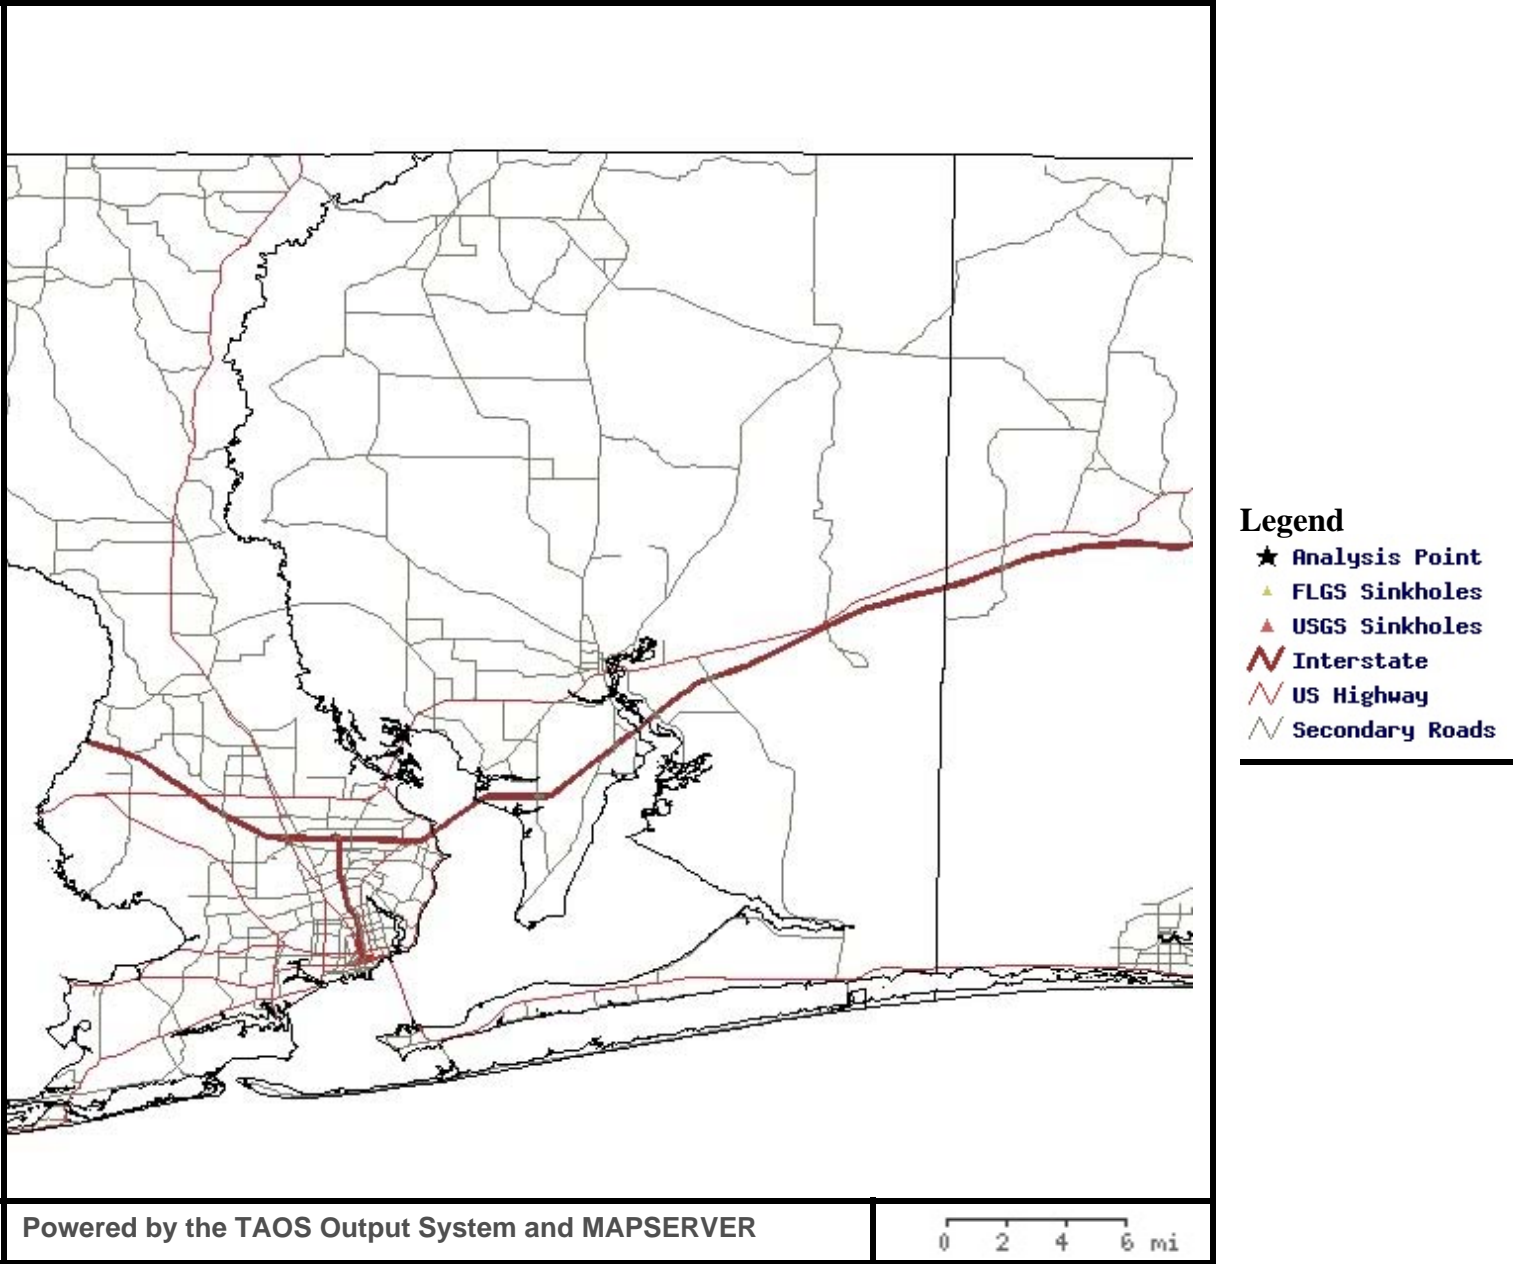 Legend
Analysis Point
FLGS Sinkholes
USGS Sinkholes
Interstate
US Highway
Secondary Roads
Powered by the TAOS Output System and MAPSERVER
0 2 4 6 mi